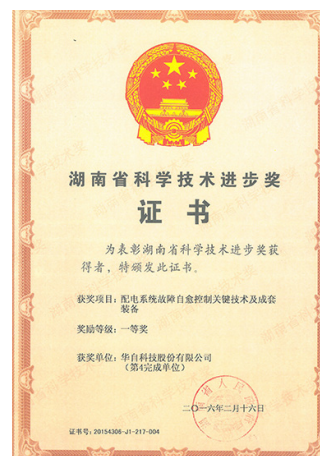 湖南省科学技术进步奖
证书
为表彰湖南省科学技术进步奖获
得者，特颁发此证书。
获奖项目：配电系统故障自愈控制关键技术及成套
装备
奖励等级：一等奖
获奖单位：华自科技股份有限公司
（第4完成单位）
二〇一六年二月十六日
证书号：20154306-J1-217-004